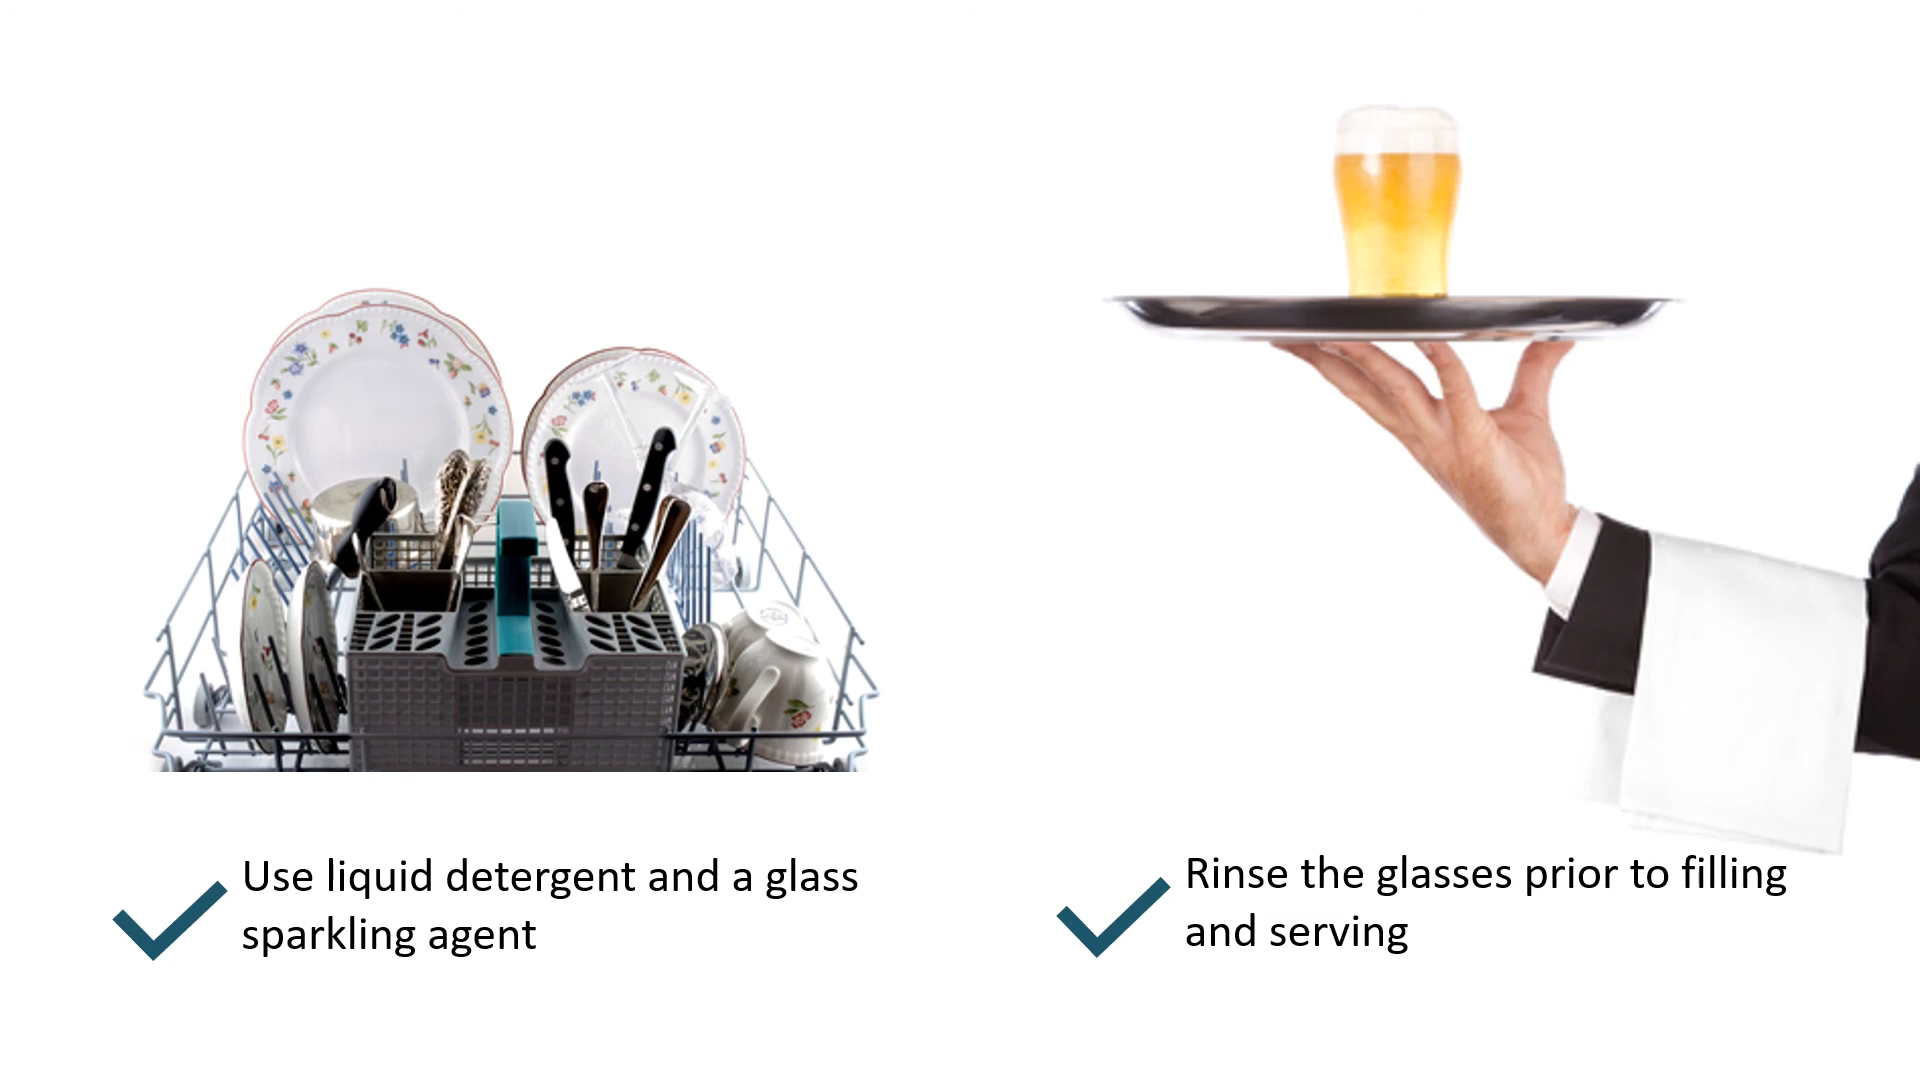 Use liquid detergent and a glass
sparkling agent
Rinse the glasses prior to filling
and serving